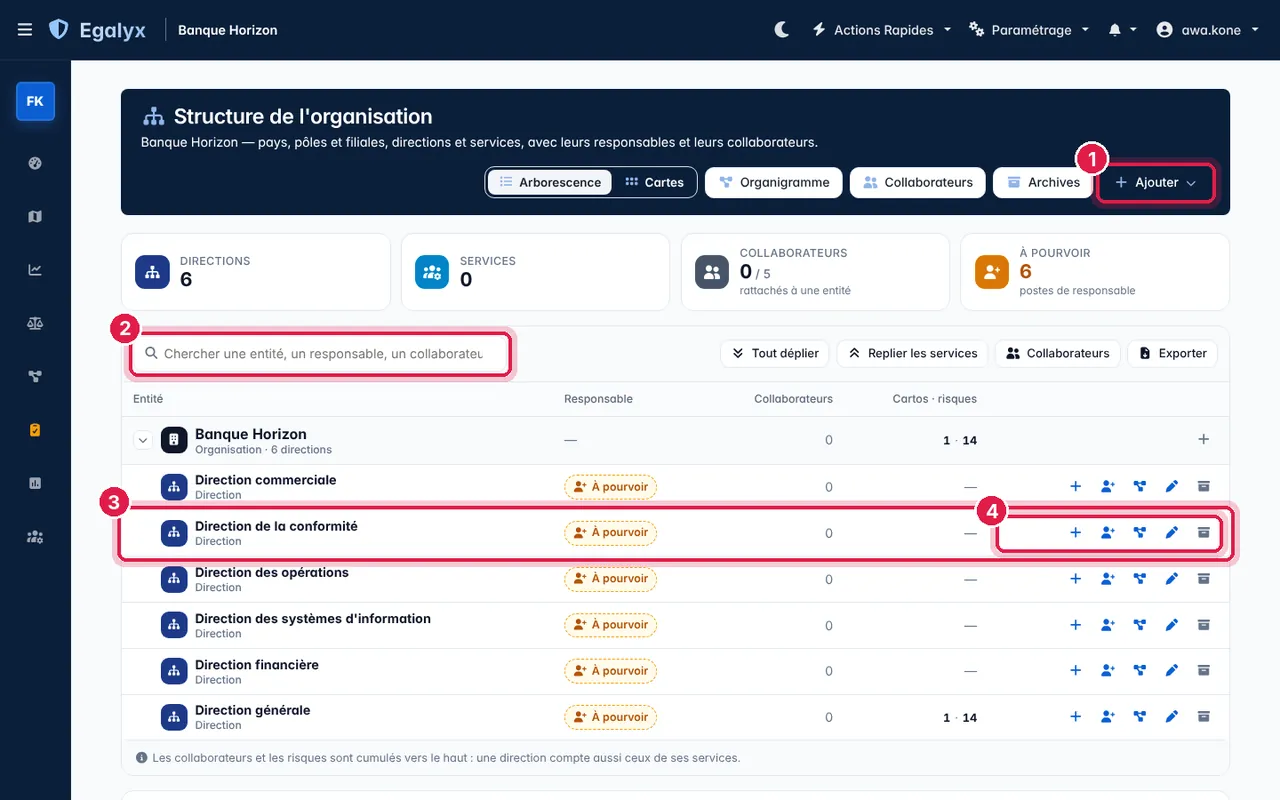 Egalyx
Banque Horizon
Actions Rapides
Paramétrage
awa.kone
FK
Structure de l'organisation
Banque Horizon — pays, pôles et filiales, directions et services, avec leurs responsables et leurs collaborateurs.
1
Arborescence
Cartes
Organigramme
Collaborateurs
Archives
Ajouter
DIRECTIONS
6
SERVICES
0
COLLABORATEURS
0 / 5
rattachés à une entité
À POURVOIR
6
postes de responsable
2
Chercher une entité, un responsable, un collaborateu
Tout déplier
Replier les services
Collaborateurs
Exporter
Entité Responsable Collaborateurs Cartos · risques
Banque Horizon — 0 1 · 14
Organisation · 6 directions
Direction commerciale À pourvoir 0 —
Direction
3
4
Direction de la conformité À pourvoir 0 —
Direction
Direction des opérations À pourvoir 0 —
Direction
Direction des systèmes d'information À pourvoir 0 —
Direction
Direction financière À pourvoir 0 —
Direction
Direction générale À pourvoir 0 1 · 14
Direction
Les collaborateurs et les risques sont cumulés vers le haut : une direction compte aussi ceux de ses services.